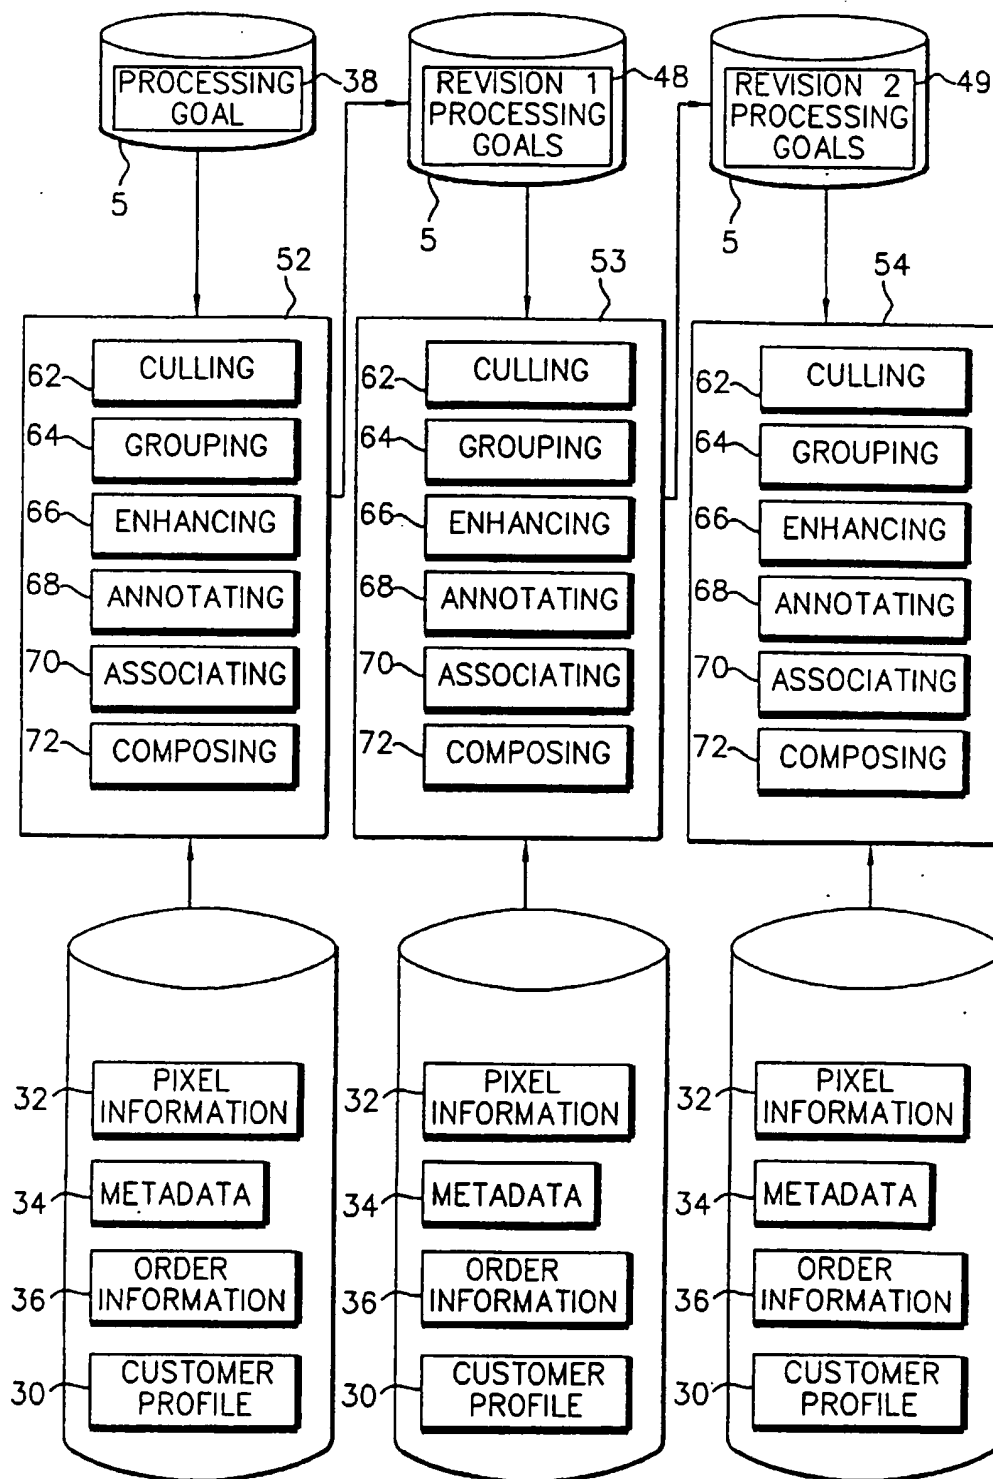 PROCESSING
GOAL
38
5
REVISION 1
PROCESSING
GOALS
48
5
REVISION 2
PROCESSING
GOALS
49
5
52
62 CULLING
64 GROUPING
66 ENHANCING
68 ANNOTATING
70 ASSOCIATING
72 COMPOSING
53
62 CULLING
64 GROUPING
66 ENHANCING
68 ANNOTATING
70 ASSOCIATING
72 COMPOSING
54
62 CULLING
64 GROUPING
66 ENHANCING
68 ANNOTATING
70 ASSOCIATING
72 COMPOSING
32 PIXEL
INFORMATION
34 METADATA
36 ORDER
INFORMATION
30 CUSTOMER
PROFILE
32 PIXEL
INFORMATION
34 METADATA
36 ORDER
INFORMATION
30 CUSTOMER
PROFILE
32 PIXEL
INFORMATION
34 METADATA
36 ORDER
INFORMATION
30 CUSTOMER
PROFILE